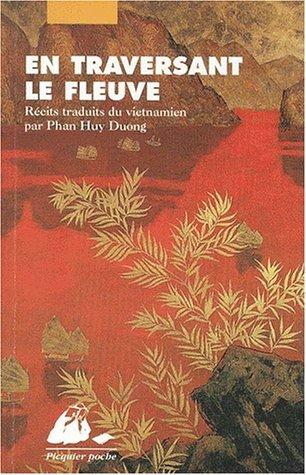 EN TRAVERSANT
LE FLEUVE
Récits traduits du vietnamien
par Phan Huy Duong
Picquier poche